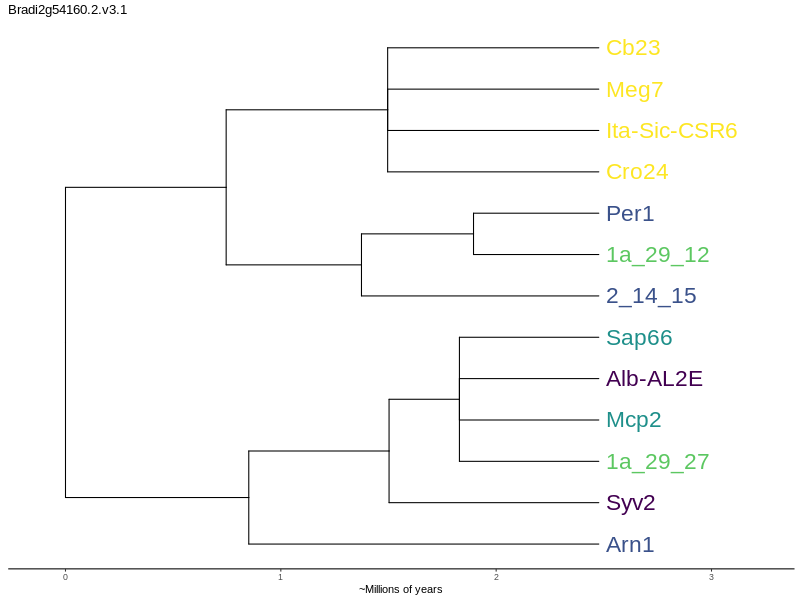 Bradi2g54160.2.v3.1
Cb23
Meg7
Ita-Sic-CSR6
Cro24
Per1
1a_29_12
2_14_15
Sap66
Alb-AL2E
Mcp2
1a_29_27
Syv2
Arn1
0 1 2 3
~Millions of years